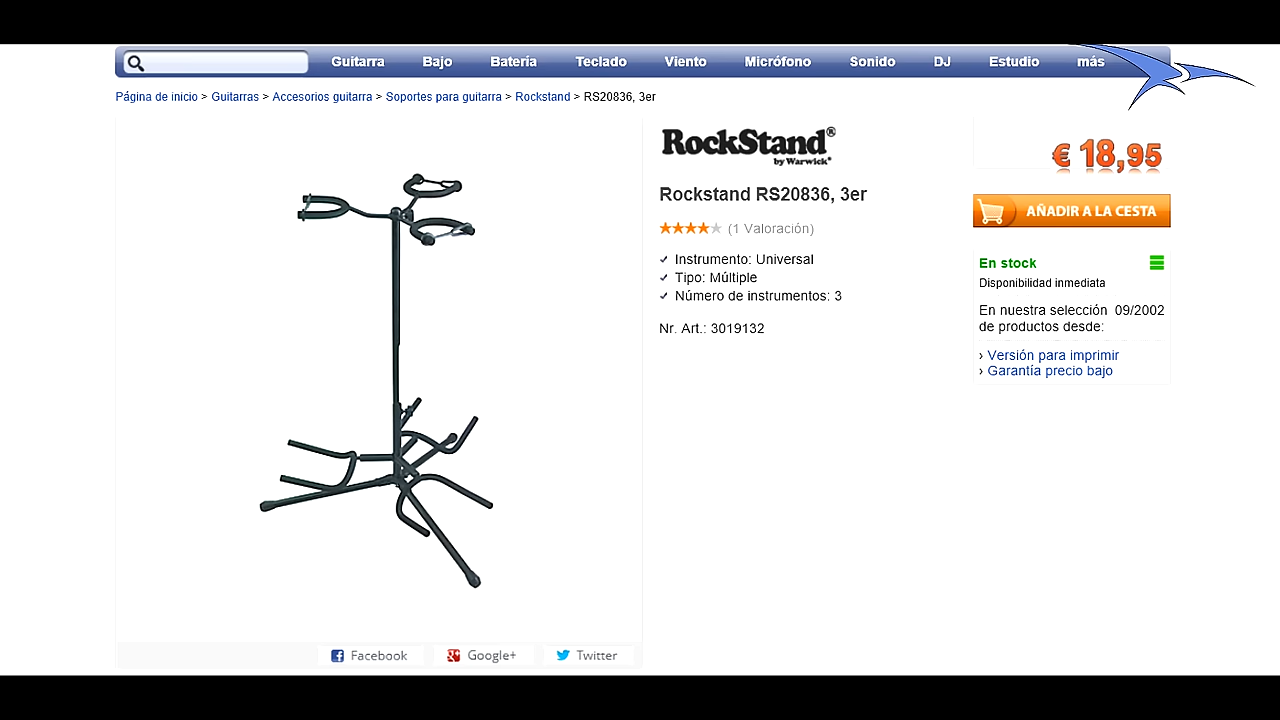 Guitarra Bajo Batería Teclado Viento Micrófono Sonido DJ Estudio más
Página de inicio > Guitarras > Accesorios guitarra > Soportes para guitarra > Rockstand > RS20836, 3er
RockStand®
by Warwick®
Rockstand RS20836, 3er
(1 Valoración)
Instrumento: Universal
Tipo: Múltiple
Número de instrumentos: 3
Nr. Art.: 3019132
€ 18,95
AÑADIR A LA CESTA
En stock
Disponibilidad inmediata
En nuestra selección 09/2002
de productos desde:
› Versión para imprimir
› Garantía precio bajo
Facebook Google+ Twitter